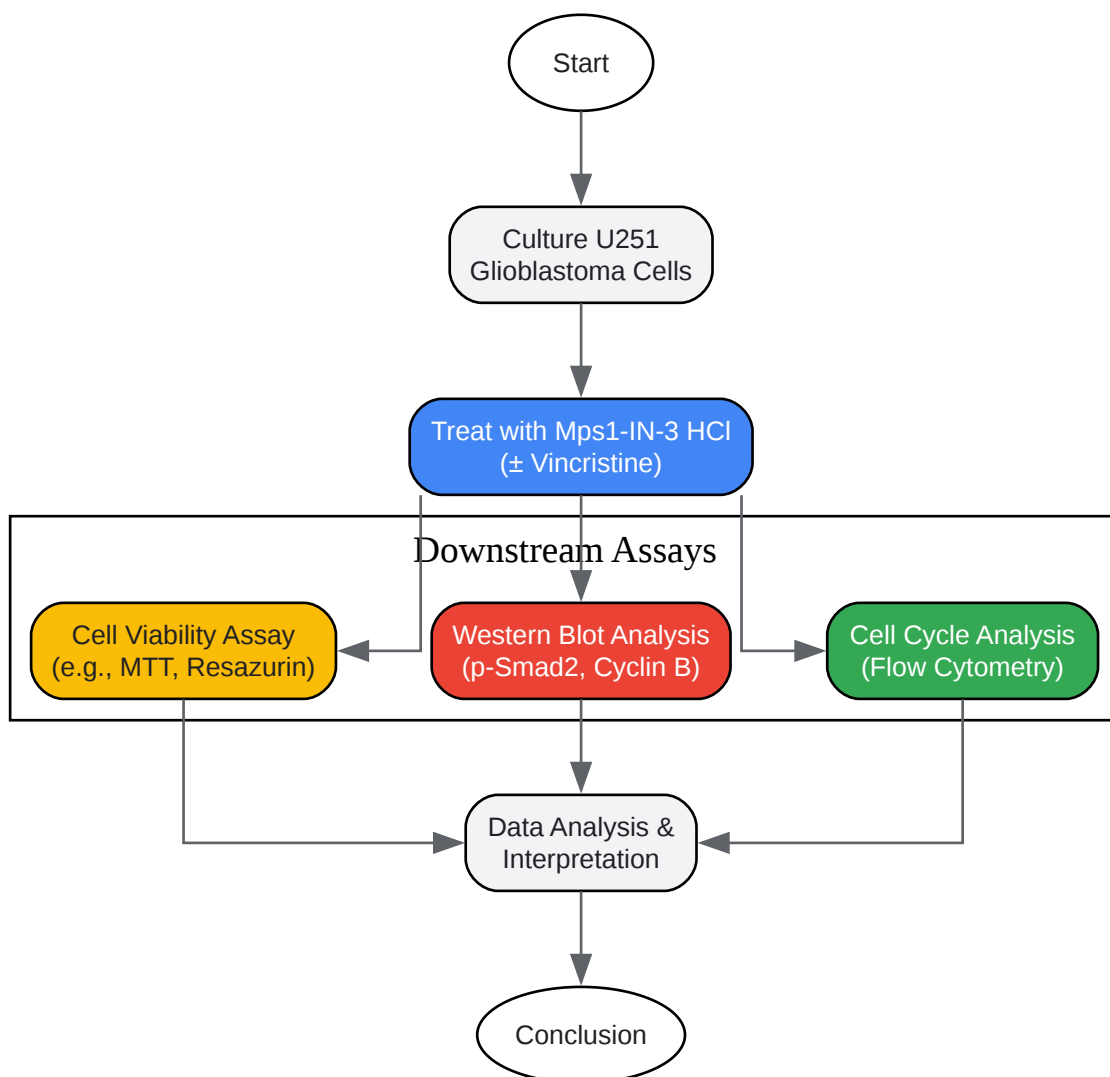 Start
Culture U251
Glioblastoma Cells
Treat with Mps1-IN-3 HCl
(± Vincristine)
Downstream Assays
Cell Viability Assay
(e.g., MTT, Resazurin)
Western Blot Analysis
(p-Smad2, Cyclin B)
Cell Cycle Analysis
(Flow Cytometry)
Data Analysis &
Interpretation
Conclusion